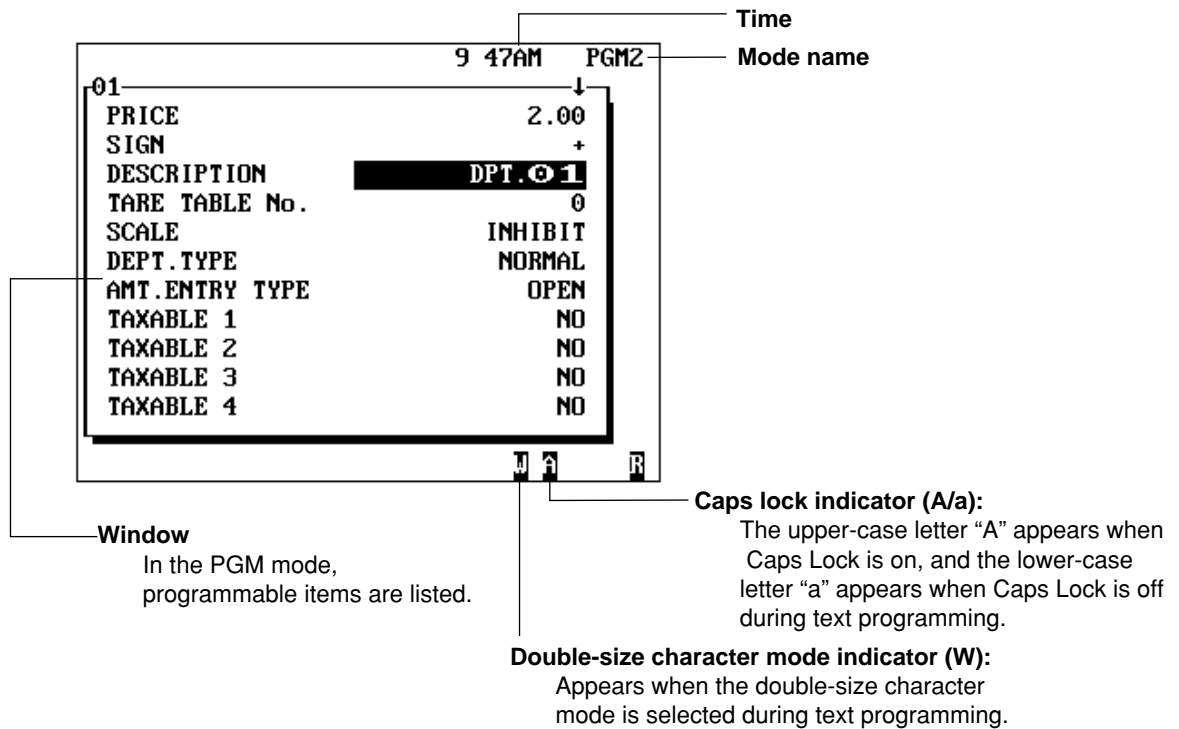 Time
9 47AM PGM2
Mode name
01 ↓
PRICE 2.00
SIGN +
DESCRIPTION DPT.01
TARE TABLE No. 0
SCALE INHIBIT
DEPT.TYPE NORMAL
AMT.ENTRY TYPE OPEN
TAXABLE 1 NO
TAXABLE 2 NO
TAXABLE 3 NO
TAXABLE 4 NO
W A R
Caps lock indicator (A/a):
The upper-case letter “A” appears when
Caps Lock is on, and the lower-case
letter “a” appears when Caps Lock is off
during text programming.
Window
In the PGM mode,
programmable items are listed.
Double-size character mode indicator (W):
Appears when the double-size character
mode is selected during text programming.